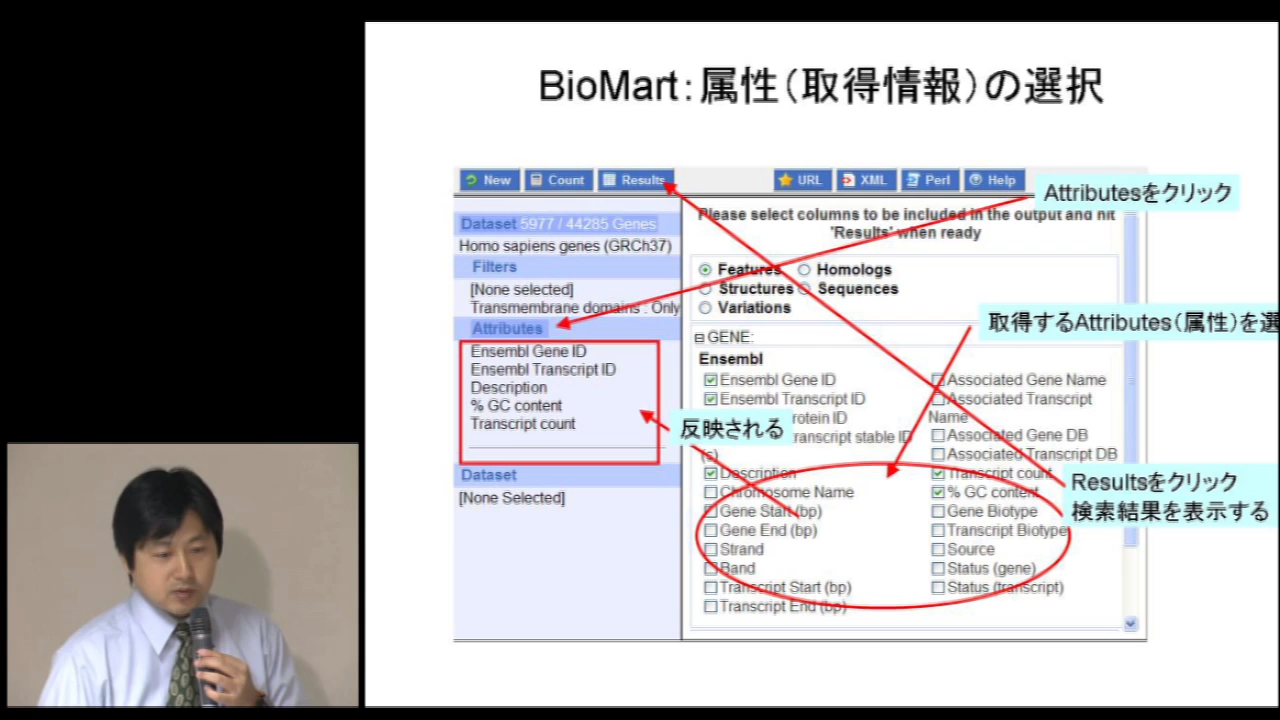 BioMart：属性（取得情報）の選択
New Count Results URL XML Perl Help
Attributesをクリック
Dataset 5977 / 44285 Genes
Homo sapiens genes (GRCh37)
Filters
[None selected]
Transmembrane domains : Only
Attributes
Ensembl Gene ID
Ensembl Transcript ID
Description
% GC content
Transcript count
Dataset
[None Selected]
Please select columns to be included in the output and hit
'Results' when ready
Features Homologs
Structures Sequences
Variations
取得するAttributes（属性）を選
GENE:
Ensembl
Ensembl Gene ID
Ensembl Transcript ID
rotein ID
ranscript stable ID
(s)
Description
Chromosome Name
Gene Start (bp)
Gene End (bp)
Strand
Band
Transcript Start (bp)
Transcript End (bp)
Associated Gene Name
Associated Transcript
Name
Associated Gene DB
Associated Transcript DB
Transcript count
% GC content
Gene Biotype
Transcript Biotype
Source
Status (gene)
Status (transcript)
反映される
Resultsをクリック
検索結果を表示する